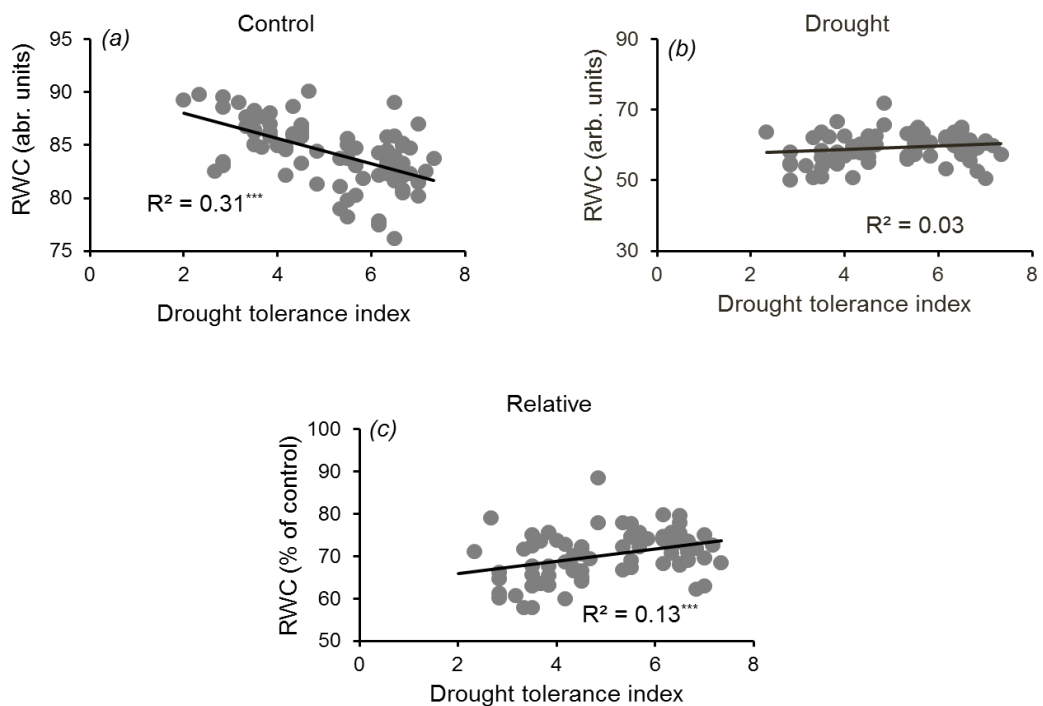 Control
(a)
RWC (abr. units)
95
90
85
80
75
R² = 0.31***
0
2
4
6
8
Drought tolerance index
Drought
(b)
RWC (arb. units)
90
70
50
30
R² = 0.03
0
2
4
6
8
Drought tolerance index
Relative
(c)
RWC (% of control)
100
90
80
70
60
50
R² = 0.13***
0
2
4
6
8
Drought tolerance index